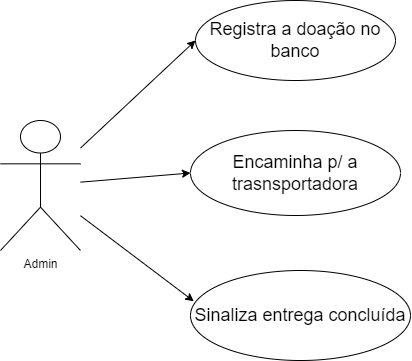 Registra a doação no
banco
Encaminha p/ a
trasnsportadora
Admin
Sinaliza entrega concluída